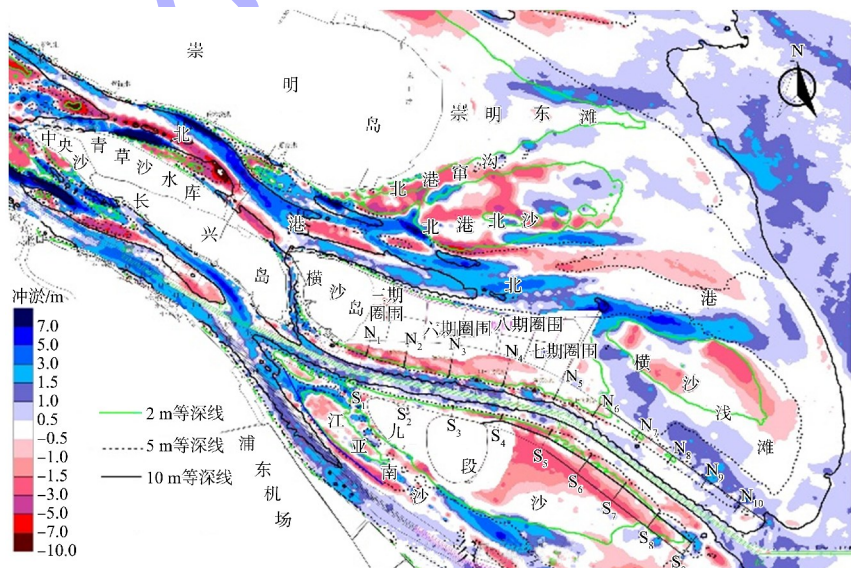 崇
明
岛
崇明东滩
N
中央沙
青草沙水库
北
港
北港窜沟
北港北沙
北
港
长
兴
岛
横沙岛
圈围
六期圈围
八期圈围
七期圈围
N1
N2
N3
N4
N5
N6
N7
N8
N9
N10
横
沙
浅
滩
冲淤/m
7.0
5.0
3.0
1.5
1.0
0.5
-0.5
-1.0
-1.5
-3.0
-5.0
-7.0
-10.0
2 m等深线
5 m等深线
10 m等深线
江
亚
南
沙
九
段
沙
S1
S2
S3
S4
S5
S6
S7
S8
浦东机场